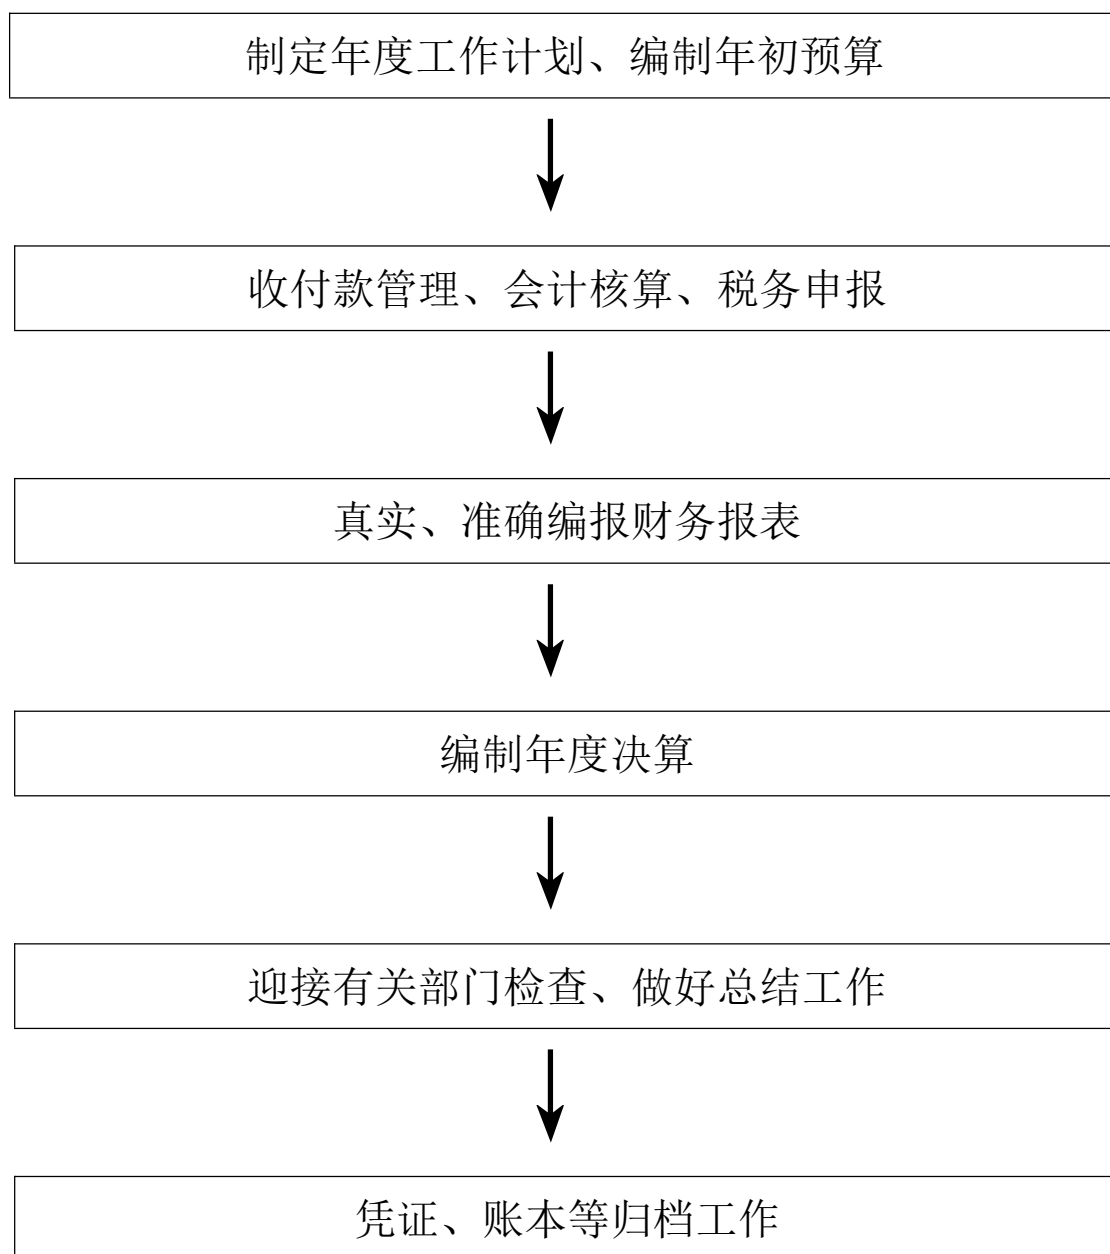 制定年度工作计划、编制年初预算
收付款管理、会计核算、税务申报
真实、准确编报财务报表
编制年度决算
迎接有关部门检查、做好总结工作
凭证、账本等归档工作